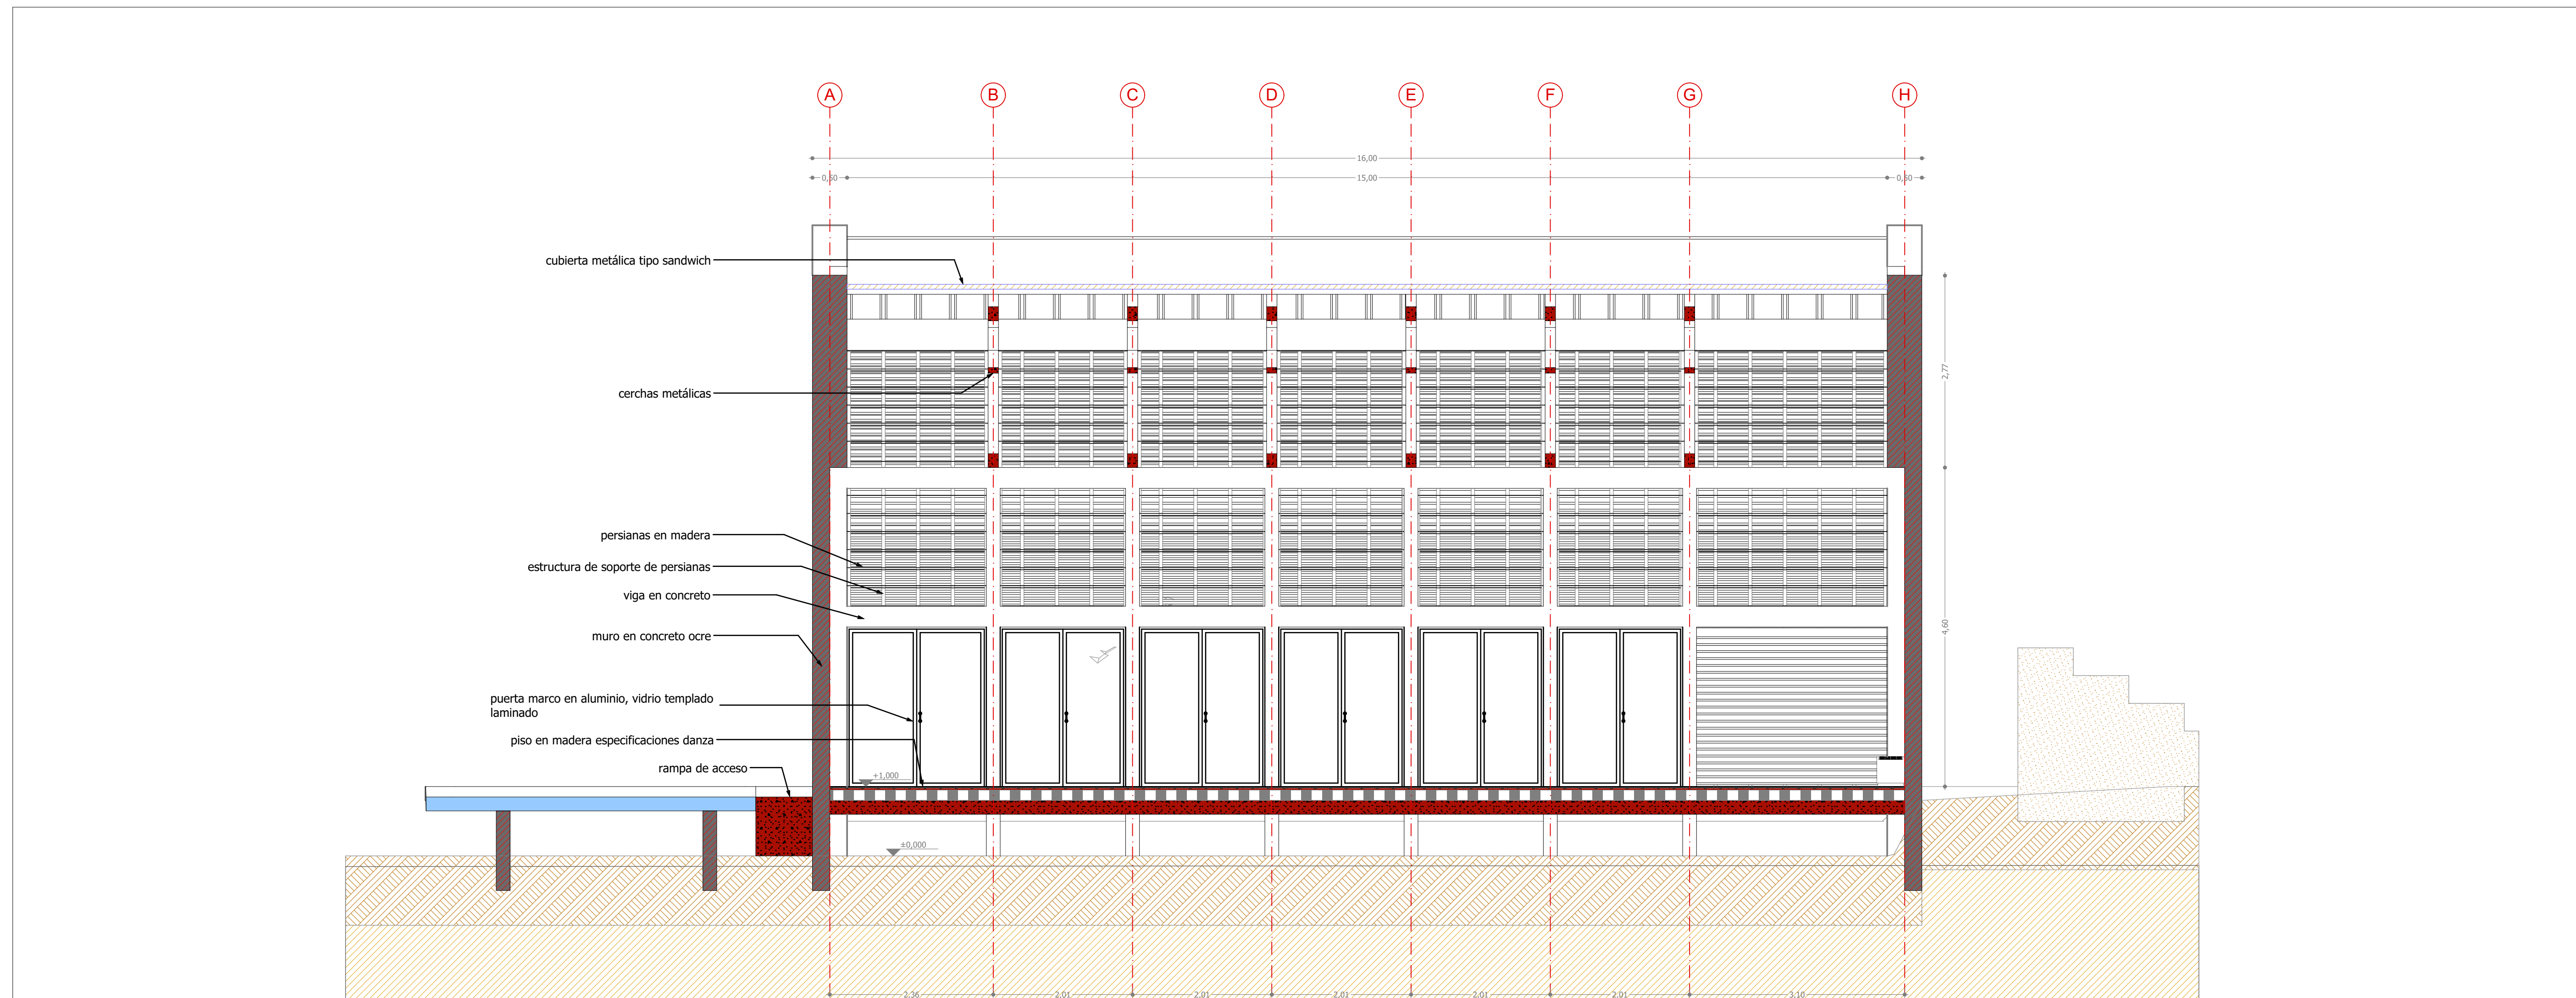 A B C D E F G H
16,00
0,50 15,00 0,50
cubierta metálica tipo sandwich
cerchas metálicas
2,77
persianas en madera
estructura de soporte de persianas
viga en concreto
muro en concreto ocre
4,60
puerta marco en aluminio, vidrio templado
laminado
piso en madera especificaciones danza
rampa de acceso
+1,000
±0,000
2,36 2,01 2,01 2,01 2,01 2,01 3,10